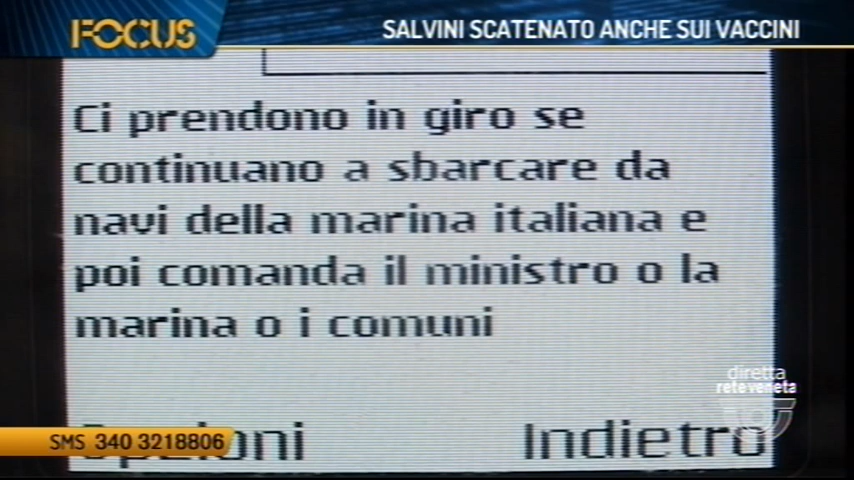 FOCUS
SALVINI SCATENATO ANCHE SUI VACCINI
Ci prendono in giro se
continuano a sbarcare da
navi della marina italiana e
poi comanda il ministro o la
marina o i comuni
diretta
reteveneta
SMS 340 3218806
Opzioni
Indietro